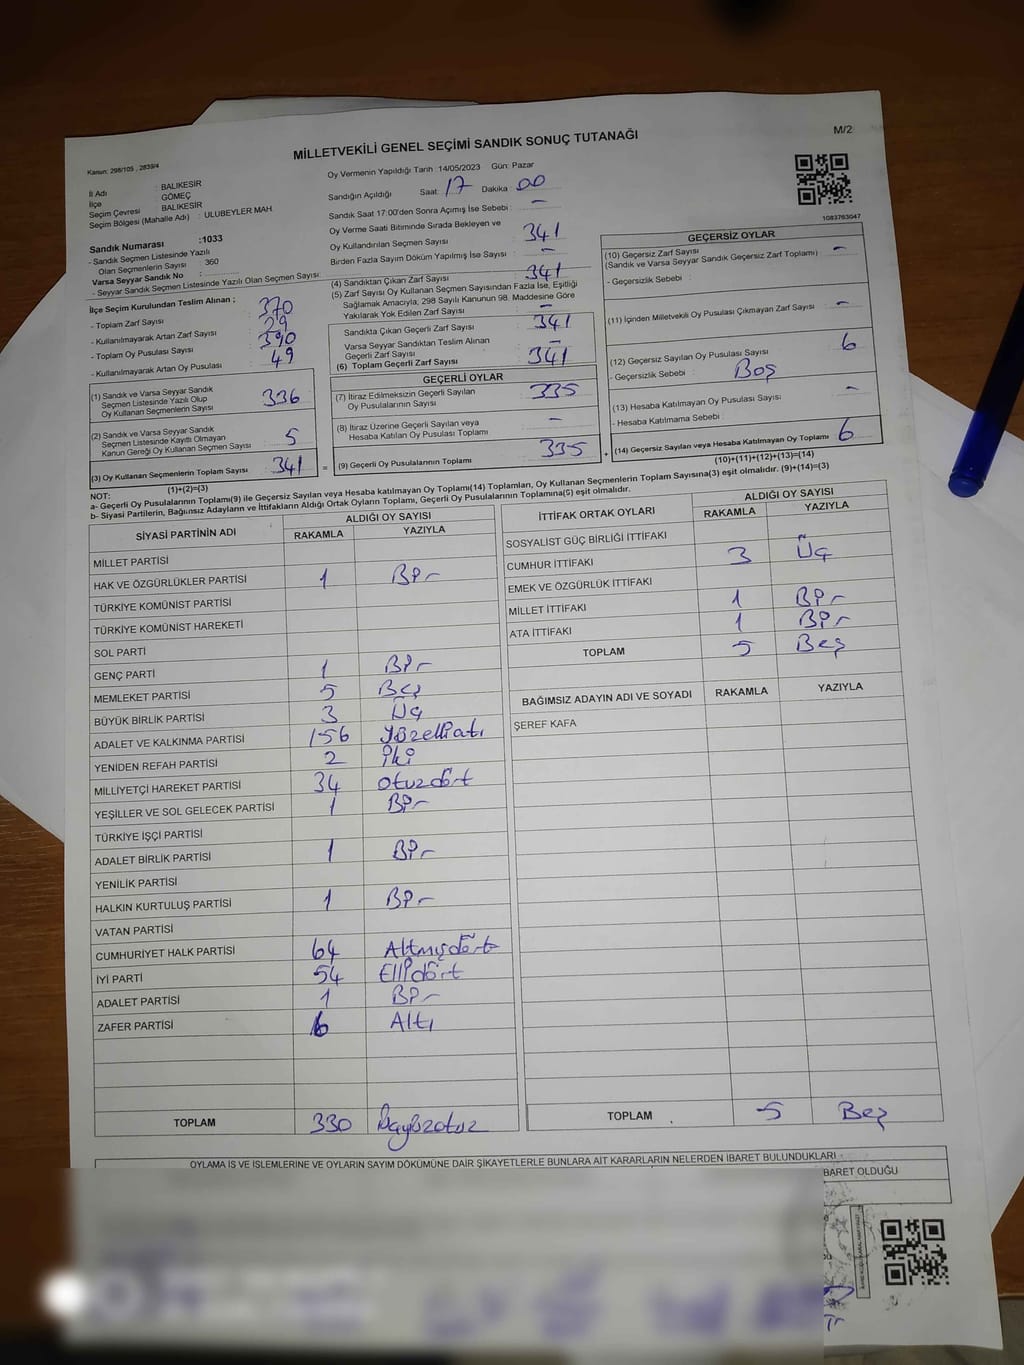 MİLLETVEKİLİ GENEL SEÇİMİ SANDIK SONUÇ TUTANAĞI
M/2
Kanun: 298/105 , 2839/4
İl Adı : BALIKESİR
İlçe : GÖMEÇ
Seçim Çevresi : BALIKESİR
Seçim Bölgesi (Mahalle Adı) : ULUBEYLER MAH
Sandık Numarası :1033
- Sandık Seçmen Listesinde Yazılı
Olan Seçmenlerin Sayısı : 360
Varsa Seyyar Sandık No :
- Seyyar Sandık Seçmen Listesinde Yazılı Olan Seçmen Sayısı:
İlçe Seçim Kurulundan Teslim Alınan ;
- Toplam Zarf Sayısı 370
- Kullanılmayarak Artan Zarf Sayısı 29
- Toplam Oy Pusulası Sayısı 390
- Kullanılmayarak Artan Oy Pusulası 49
(1) Sandık ve Varsa Seyyar Sandık
Seçmen Listesinde Yazılı Olup
Oy Kullanan Seçmenlerin Sayısı 336
(2) Sandık ve Varsa Seyyar Sandık
Seçmen Listesinde Kayıtlı Olmayan
Kanun Gereği Oy Kullanan Seçmen Sayısı 5
(3) Oy Kullanan Seçmenlerin Toplam Sayısı 341
(1)+(2)=(3)
Oy Vermenin Yapıldığı Tarih :14/05/2023 Gün: Pazar
Sandığın Açıldığı Saat: 17 Dakika : 00
Sandık Saat 17:00'den Sonra Açımış İse Sebebi : -
Oy Verme Saati Bitiminde Sırada Bekleyen ve
Oy Kullandırılan Seçmen Sayısı 341
Birden Fazla Sayım Döküm Yapılmış İse Sayısı -
(4) Sandıktan Çıkan Zarf Sayısı 341
(5) Zarf Sayısı Oy Kullanan Seçmen Sayısından Fazla İse, Eşitliği
Sağlamak Amacıyla, 298 Sayılı Kanunun 98. Maddesine Göre
Yakılarak Yok Edilen Zarf Sayısı -
Sandıkta Çıkan Geçerli Zarf Sayısı 341
Varsa Seyyar Sandıktan Teslim Alınan
Geçerli Zarf Sayısı -
(6) Toplam Geçerli Zarf Sayısı 341
GEÇERLİ OYLAR
(7) İtiraz Edilmeksizin Geçerli Sayılan
Oy Pusulalarının Sayısı 335
(8) İtiraz Üzerine Geçerli Sayılan veya
Hesaba Katılan Oy Pusulası Toplamı -
= (9) Geçerli Oy Pusulalarının Toplamı 335 +
1083763047
GEÇERSİZ OYLAR
(10) Geçersiz Zarf Sayısı -
(Sandık ve Varsa Seyyar Sandık Geçersiz Zarf Toplamı)
- Geçersizlik Sebebi :
(11) İçinden Milletvekili Oy Pusulası Çıkmayan Zarf Sayısı -
(12) Geçersiz Sayılan Oy Pusulası Sayısı 6
- Geçersizlik Sebebi : Boş
(13) Hesaba Katılmayan Oy Pusulası Sayısı -
- Hesaba Katılmama Sebebi :
(14) Geçersiz Sayılan veya Hesaba Katılmayan Oy Toplamı 6
(10)+(11)+(12)+(13)=(14)
NOT:
a- Geçerli Oy Pusulalarının Toplamı(9) ile Geçersiz Sayılan veya Hesaba katılmayan Oy Toplamı(14) Toplamları, Oy Kullanan Seçmenlerin Toplam Sayısına(3) eşit olmalıdır. (9)+(14)=(3)
b- Siyasi Partilerin, Bağımsız Adayların ve İttifakların Aldığı Ortak Oyların Toplamı, Geçerli Oy Pusulalarının Toplamına(9) eşit olmalıdır.
SİYASİ PARTİNİN ADI ALDIĞI OY SAYISI
RAKAMLA YAZIYLA
MİLLET PARTİSİ
HAK VE ÖZGÜRLÜKLER PARTİSİ 1 Bir
TÜRKİYE KOMÜNİST PARTİSİ
TÜRKİYE KOMÜNİST HAREKETİ
SOL PARTİ
GENÇ PARTİ 1 Bir
MEMLEKET PARTİSİ 5 Beş
BÜYÜK BİRLİK PARTİSİ 3 Üç
ADALET VE KALKINMA PARTİSİ 156 Yüzelliatı
YENİDEN REFAH PARTİSİ 2 İki
MİLLİYETÇİ HAREKET PARTİSİ 34 Otuzdört
YEŞİLLER VE SOL GELECEK PARTİSİ 1 Bir
TÜRKİYE İŞÇİ PARTİSİ
ADALET BİRLİK PARTİSİ 1 Bir
YENİLİK PARTİSİ
HALKIN KURTULUŞ PARTİSİ 1 Bir
VATAN PARTİSİ
CUMHURİYET HALK PARTİSİ 64 Altmışdört
İYİ PARTİ 54 Ellidört
ADALET PARTİSİ 1 Bir
ZAFER PARTİSİ 6 Altı
TOPLAM 330 Üçyüzotuz
İTTİFAK ORTAK OYLARI ALDIĞI OY SAYISI
RAKAMLA YAZIYLA
SOSYALİST GÜÇ BİRLİĞİ İTTİFAKI
CUMHUR İTTİFAKI 3 Üç
EMEK VE ÖZGÜRLÜK İTTİFAKI
MİLLET İTTİFAKI 1 Bir
ATA İTTİFAKI 1 Bir
TOPLAM 5 Beş
BAĞIMSIZ ADAYIN ADI VE SOYADI RAKAMLA YAZIYLA
ŞEREF KAFA
TOPLAM 5 Beş
OYLAMA İŞ VE İŞLEMLERİNE VE OYLARIN SAYIM DÖKÜMÜNE DAİR ŞİKAYETLERLE BUNLARA AİT KARARLARIN NELERDEN İBARET BULUNDUKLARI
BARET OLDUĞU